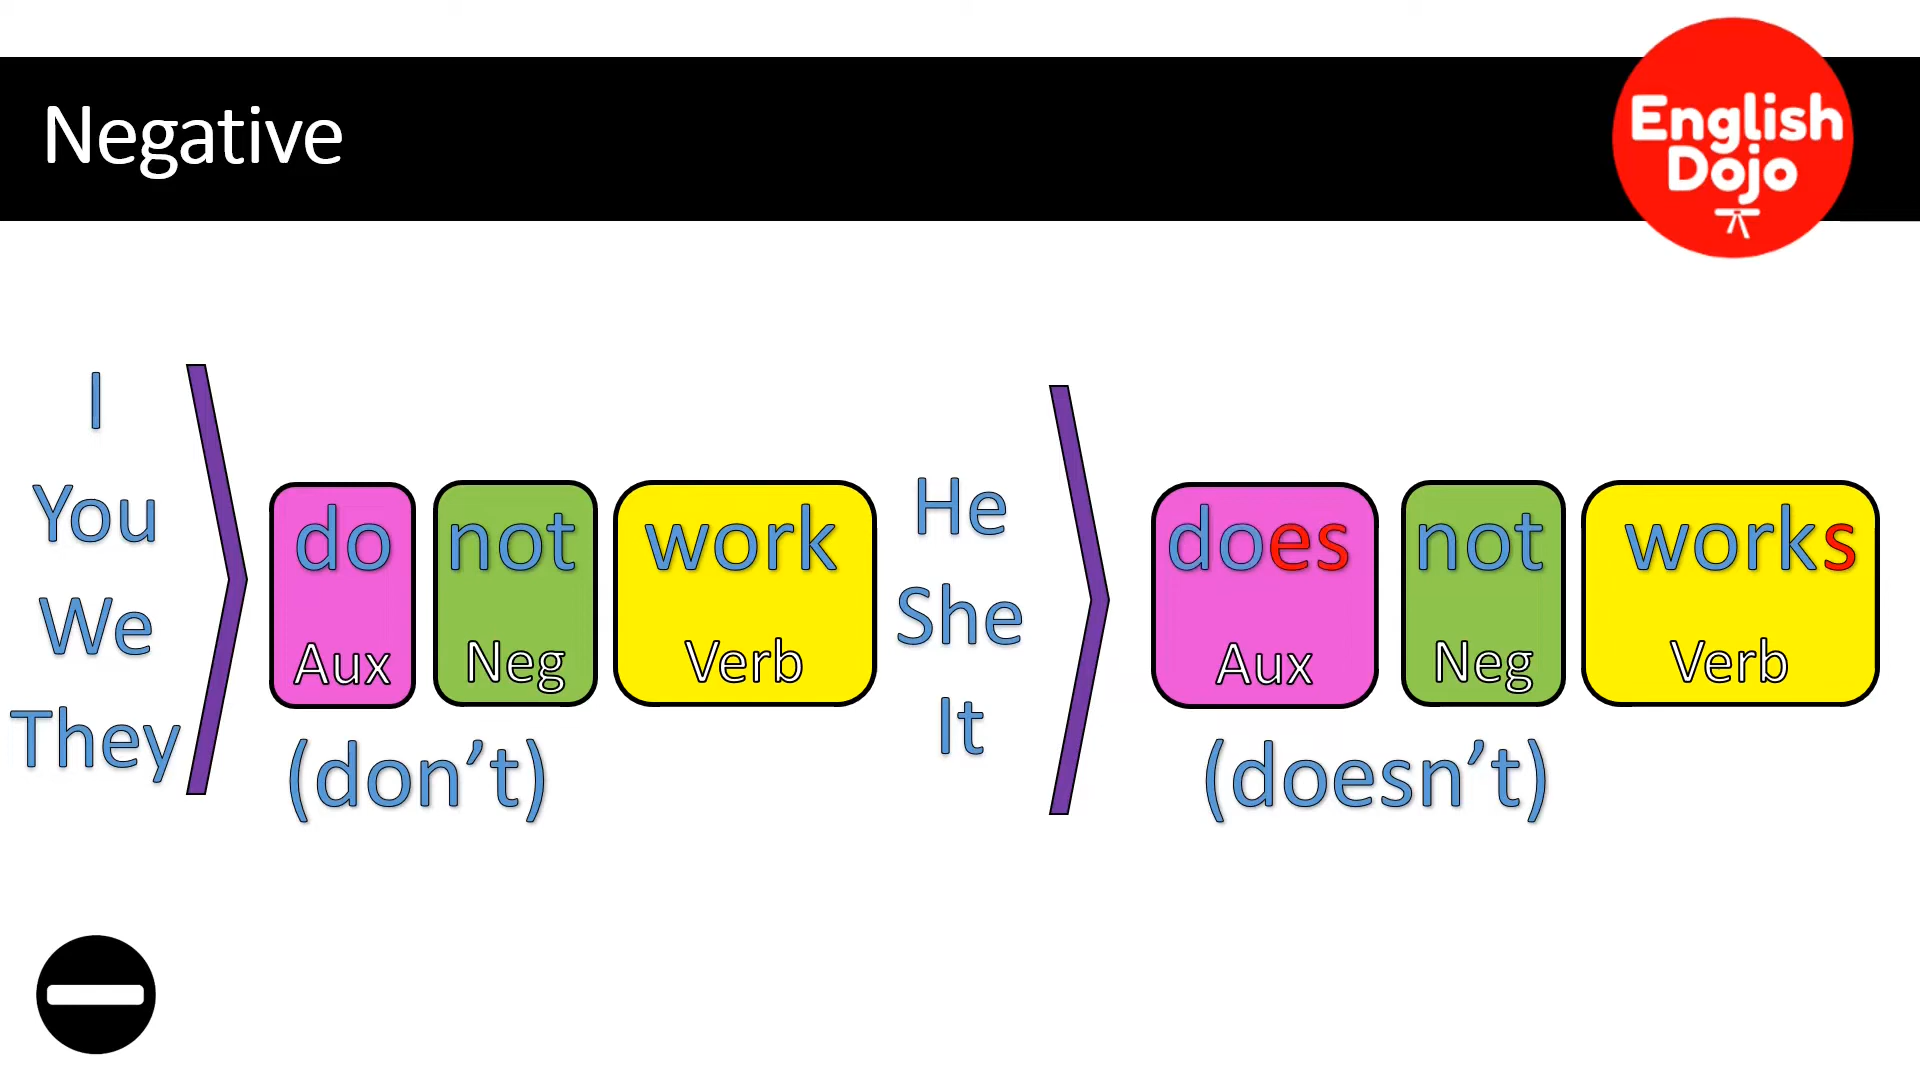 Negative
English
Dojo
I
You
We
They
do not work
Aux Neg Verb
(don’t)
He
She
It
does not works
Aux Neg Verb
(doesn’t)